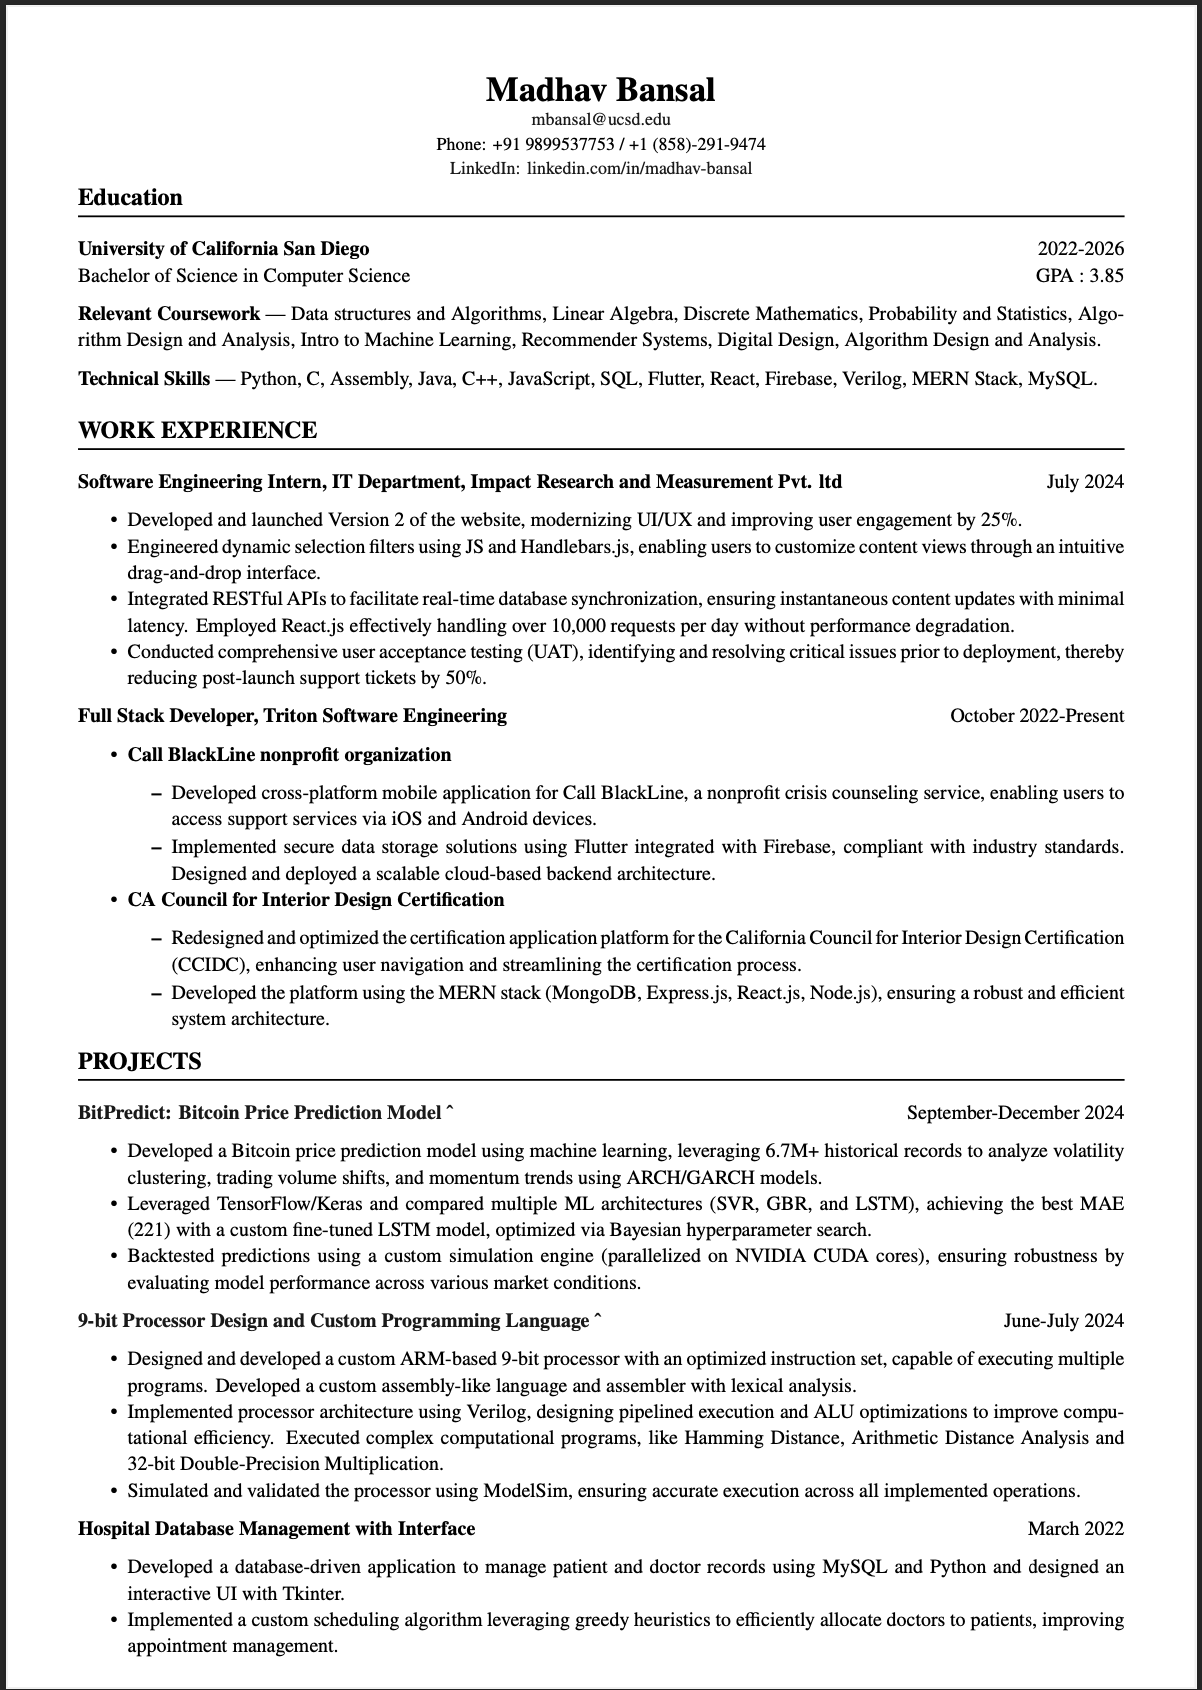 Madhav Bansal
mbansal@ucsd.edu
Phone: +91 9899537753 / +1 (858)-291-9474
LinkedIn: linkedin.com/in/madhav-bansal
Education
University of California San Diego 2022-2026
Bachelor of Science in Computer Science GPA : 3.85
Relevant Coursework — Data structures and Algorithms, Linear Algebra, Discrete Mathematics, Probability and Statistics, Algo-
rithm Design and Analysis, Intro to Machine Learning, Recommender Systems, Digital Design, Algorithm Design and Analysis.
Technical Skills — Python, C, Assembly, Java, C++, JavaScript, SQL, Flutter, React, Firebase, Verilog, MERN Stack, MySQL.
WORK EXPERIENCE
Software Engineering Intern, IT Department, Impact Research and Measurement Pvt. ltd July 2024
• Developed and launched Version 2 of the website, modernizing UI/UX and improving user engagement by 25%.
• Engineered dynamic selection filters using JS and Handlebars.js, enabling users to customize content views through an intuitive
drag-and-drop interface.
• Integrated RESTful APIs to facilitate real-time database synchronization, ensuring instantaneous content updates with minimal
latency. Employed React.js effectively handling over 10,000 requests per day without performance degradation.
• Conducted comprehensive user acceptance testing (UAT), identifying and resolving critical issues prior to deployment, thereby
reducing post-launch support tickets by 50%.
Full Stack Developer, Triton Software Engineering October 2022-Present
• Call BlackLine nonprofit organization
– Developed cross-platform mobile application for Call BlackLine, a nonprofit crisis counseling service, enabling users to
access support services via iOS and Android devices.
– Implemented secure data storage solutions using Flutter integrated with Firebase, compliant with industry standards.
Designed and deployed a scalable cloud-based backend architecture.
• CA Council for Interior Design Certification
– Redesigned and optimized the certification application platform for the California Council for Interior Design Certification
(CCIDC), enhancing user navigation and streamlining the certification process.
– Developed the platform using the MERN stack (MongoDB, Express.js, React.js, Node.js), ensuring a robust and efficient
system architecture.
PROJECTS
BitPredict: Bitcoin Price Prediction Model ˆ September-December 2024
• Developed a Bitcoin price prediction model using machine learning, leveraging 6.7M+ historical records to analyze volatility
clustering, trading volume shifts, and momentum trends using ARCH/GARCH models.
• Leveraged TensorFlow/Keras and compared multiple ML architectures (SVR, GBR, and LSTM), achieving the best MAE
(221) with a custom fine-tuned LSTM model, optimized via Bayesian hyperparameter search.
• Backtested predictions using a custom simulation engine (parallelized on NVIDIA CUDA cores), ensuring robustness by
evaluating model performance across various market conditions.
9-bit Processor Design and Custom Programming Language ˆ June-July 2024
• Designed and developed a custom ARM-based 9-bit processor with an optimized instruction set, capable of executing multiple
programs. Developed a custom assembly-like language and assembler with lexical analysis.
• Implemented processor architecture using Verilog, designing pipelined execution and ALU optimizations to improve compu-
tational efficiency. Executed complex computational programs, like Hamming Distance, Arithmetic Distance Analysis and
32-bit Double-Precision Multiplication.
• Simulated and validated the processor using ModelSim, ensuring accurate execution across all implemented operations.
Hospital Database Management with Interface March 2022
• Developed a database-driven application to manage patient and doctor records using MySQL and Python and designed an
interactive UI with Tkinter.
• Implemented a custom scheduling algorithm leveraging greedy heuristics to efficiently allocate doctors to patients, improving
appointment management.